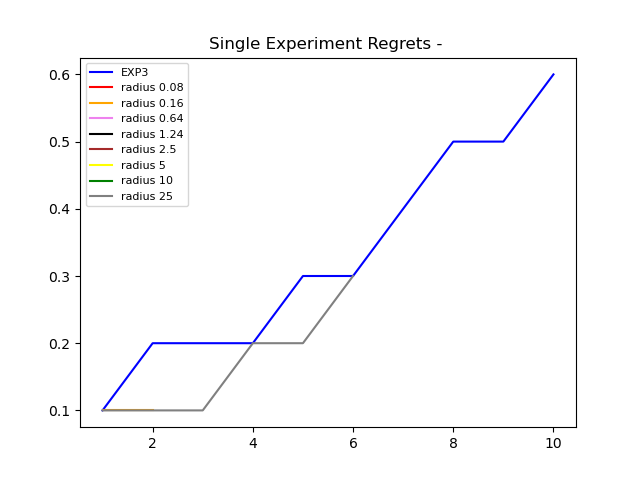 Single Experiment Regrets -
0.6
0.5
0.4
0.3
0.2
0.1
EXP3
radius 0.08
radius 0.16
radius 0.64
radius 1.24
radius 2.5
radius 5
radius 10
radius 25
2 4 6 8 10